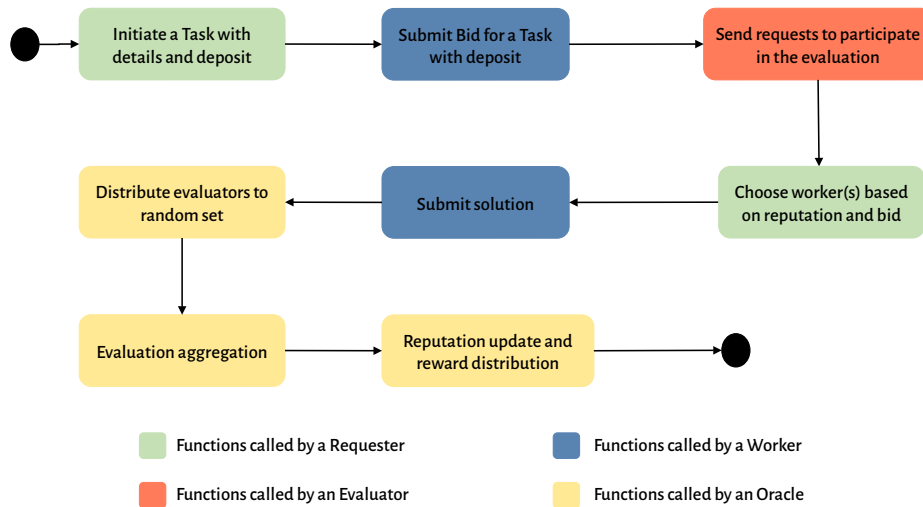 Initiate a Task with
details and deposit
Submit Bid for a Task
with deposit
Send requests to participate
in the evaluation
Distribute evaluators to
random set
Submit solution
Choose worker(s) based
on reputation and bid
Evaluation aggregation
Reputation update and
reward distribution
Functions called by a Requester
Functions called by a Worker
Functions called by an Evaluator
Functions called by an Oracle